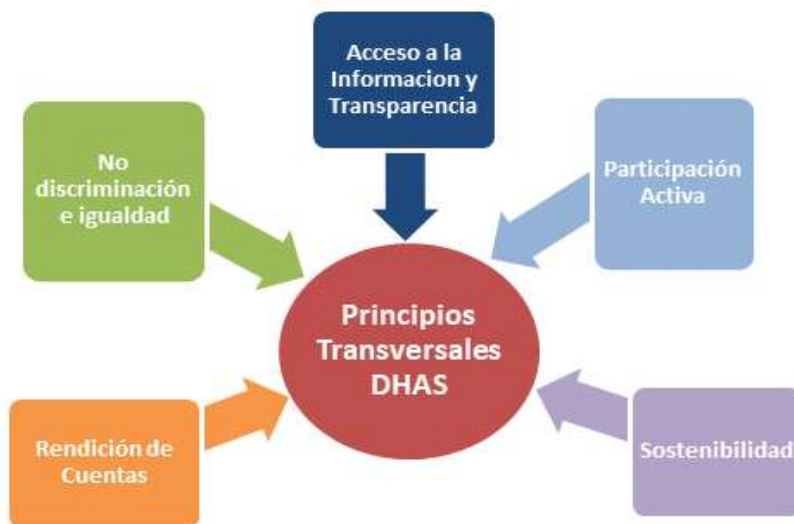 Acceso a la
Informacion y
Transparencia
No
discriminación
e igualdad
Participación
Activa
Principios
Transversales
DHAS
Rendición de
Cuentas
Sostenibilidad